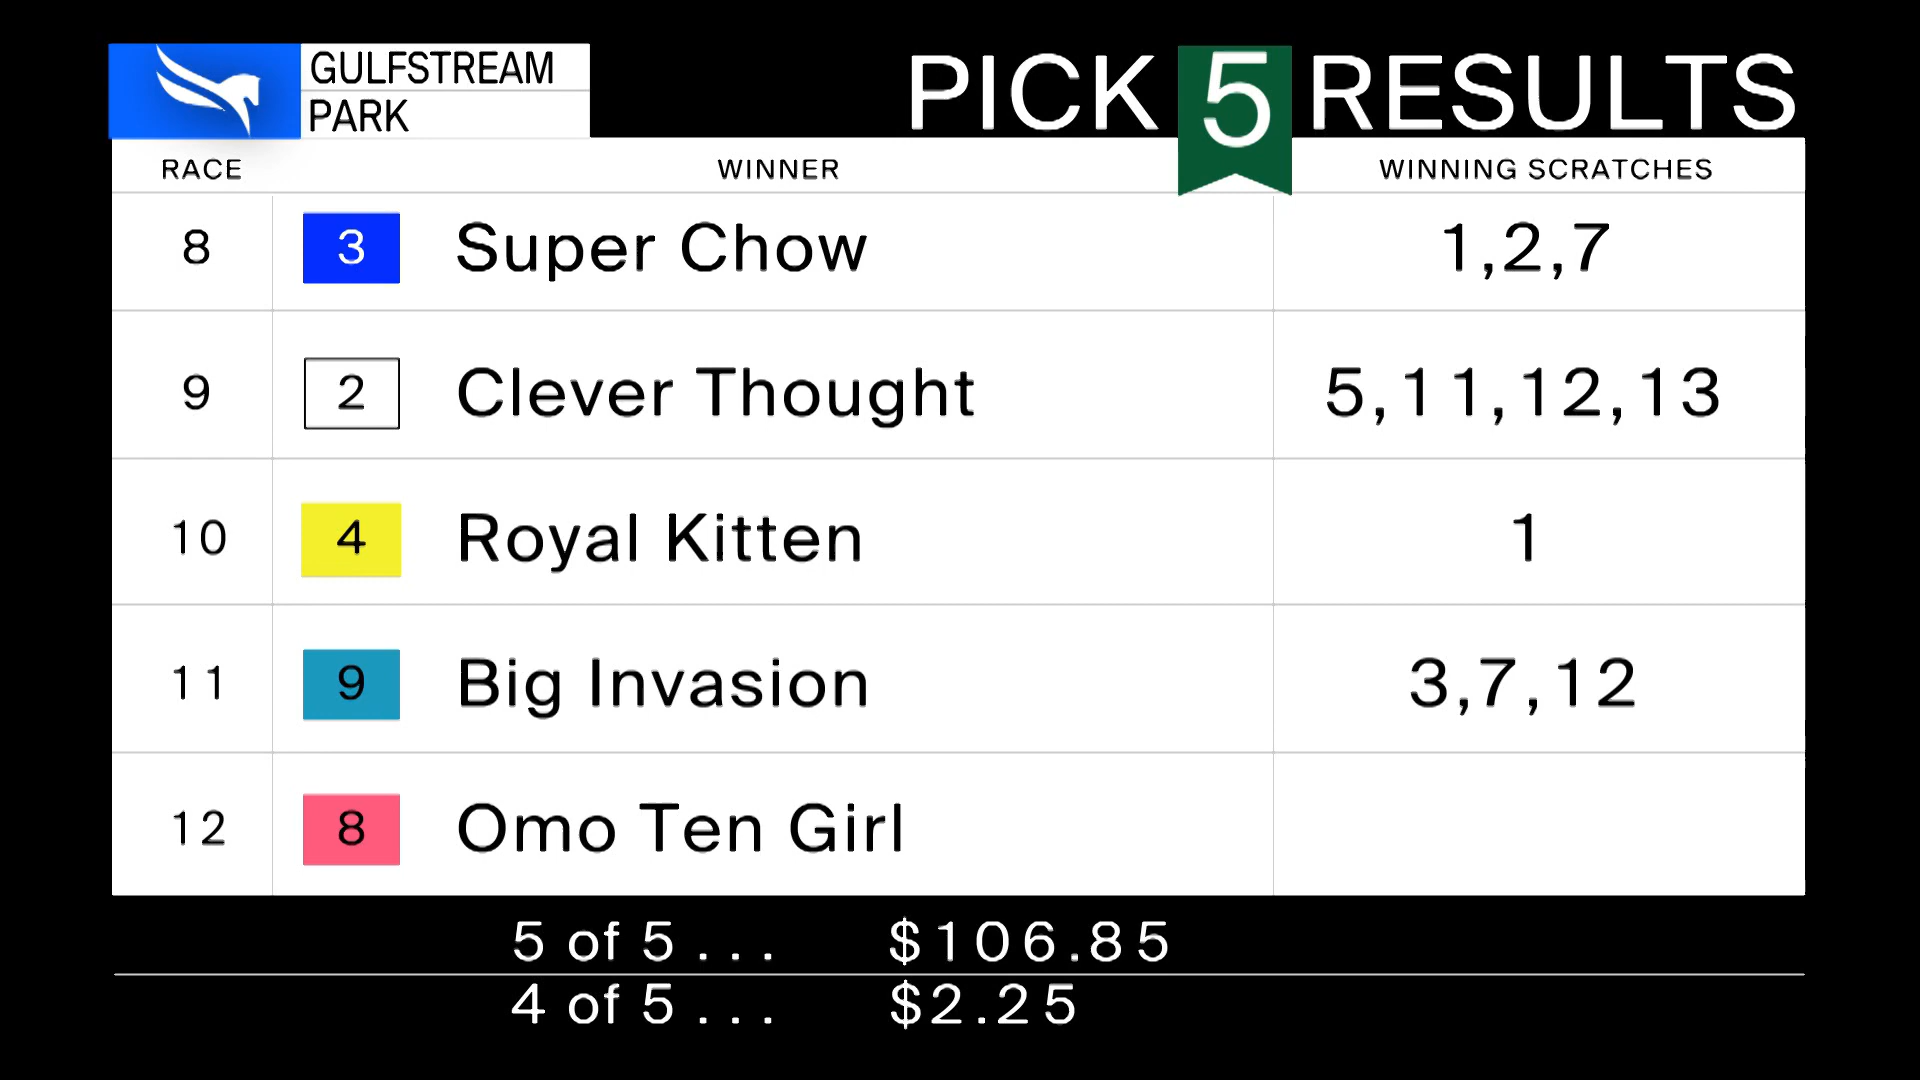 GULFSTREAM
PARK
PICK 5 RESULTS
RACE WINNER WINNING SCRATCHES
8 3 Super Chow 1,2,7
9 2 Clever Thought 5,11,12,13
10 4 Royal Kitten 1
11 9 Big Invasion 3,7,12
12 8 Omo Ten Girl
5 of 5 . . . $106.85
4 of 5 . . . $2.25